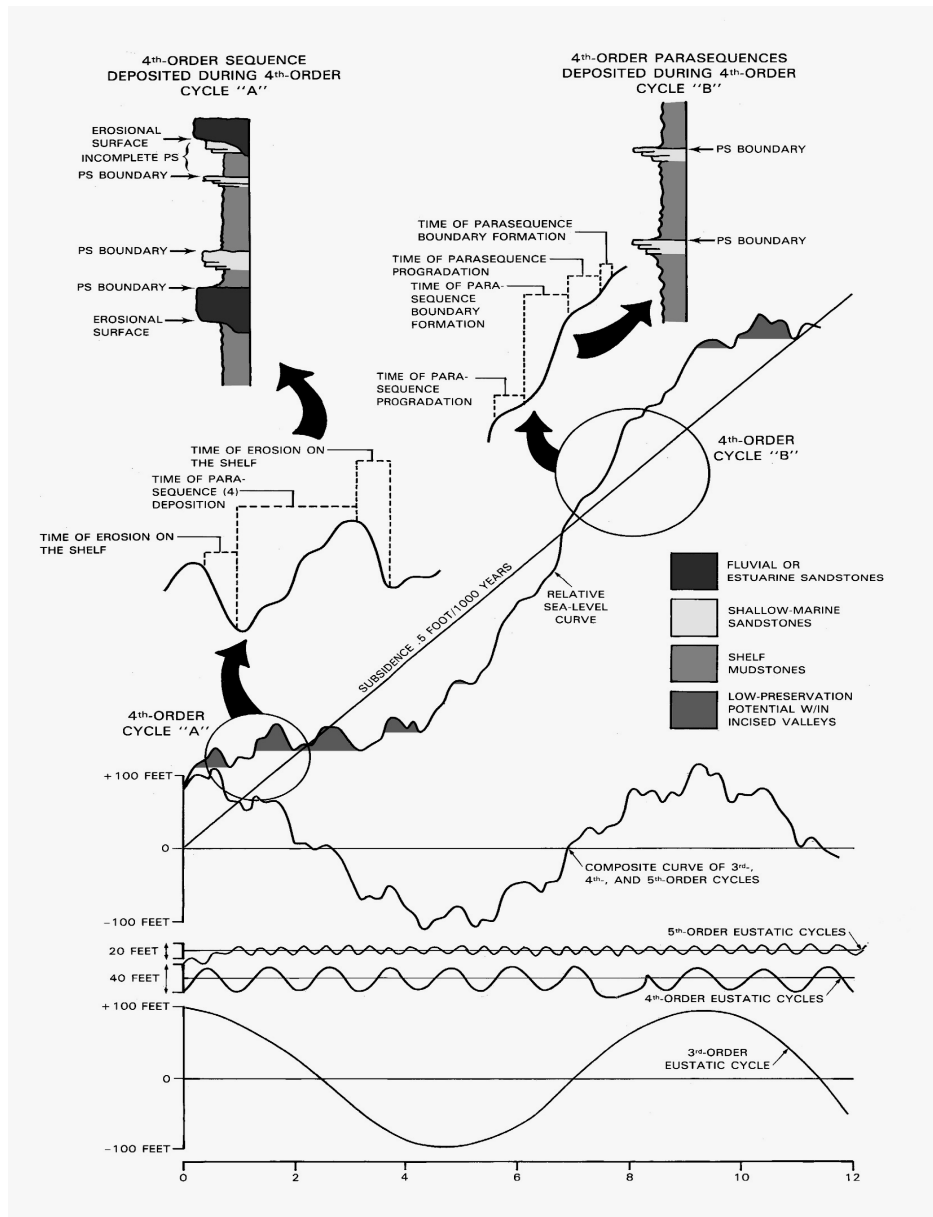 4th-ORDER SEQUENCE
DEPOSITED DURING 4th-ORDER
CYCLE "A"
EROSIONAL
SURFACE
INCOMPLETE PS
PS BOUNDARY
PS BOUNDARY
PS BOUNDARY
EROSIONAL
SURFACE
4th-ORDER PARASEQUENCES
DEPOSITED DURING 4th-ORDER
CYCLE "B"
PS BOUNDARY
PS BOUNDARY
TIME OF PARASEQUENCE
BOUNDARY FORMATION
TIME OF PARASEQUENCE
PROGRADATION
TIME OF PARA-
SEQUENCE
BOUNDARY
FORMATION
TIME OF PARA-
SEQUENCE
PROGRADATION
4th-ORDER
CYCLE "B"
TIME OF EROSION ON
THE SHELF
TIME OF PARA-
SEQUENCE (4)
DEPOSITION
TIME OF EROSION ON
THE SHELF
SUBSIDENCE .5 FOOT/1000 YEARS
RELATIVE
SEA-LEVEL
CURVE
FLUVIAL OR
ESTUARINE SANDSTONES
SHALLOW-MARINE
SANDSTONES
SHELF
MUDSTONES
LOW-PRESERVATION
POTENTIAL W/IN
INCISED VALLEYS
4th-ORDER
CYCLE "A"
+100 FEET
0
-100 FEET
COMPOSITE CURVE OF 3rd-,
4th-, AND 5th-ORDER CYCLES
20 FEET
5th-ORDER EUSTATIC CYCLES
40 FEET
4th-ORDER EUSTATIC CYCLES
+100 FEET
0
-100 FEET
3rd-ORDER
EUSTATIC CYCLE
0 2 4 6 8 10 12